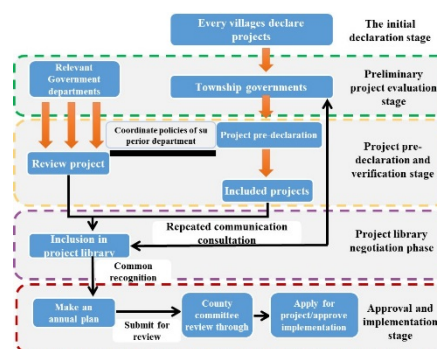 Every villages declare
projects
The initial
declaration stage
Relevant
Government
departments
Township governments
Preliminary
project evaluation
stage
Coordinate policies of su
perior department
Project pre-declaration
Review project
Included projects
Project pre-
declaration and
verification stage
Repeated communication
consultation
Inclusion in
project library
Project library
negotiation phase
Common
recognition
Make an
annual plan
Submit for
review
County
committee
review through
Apply for
project/approve
implementation
Approval and
implementation
stage